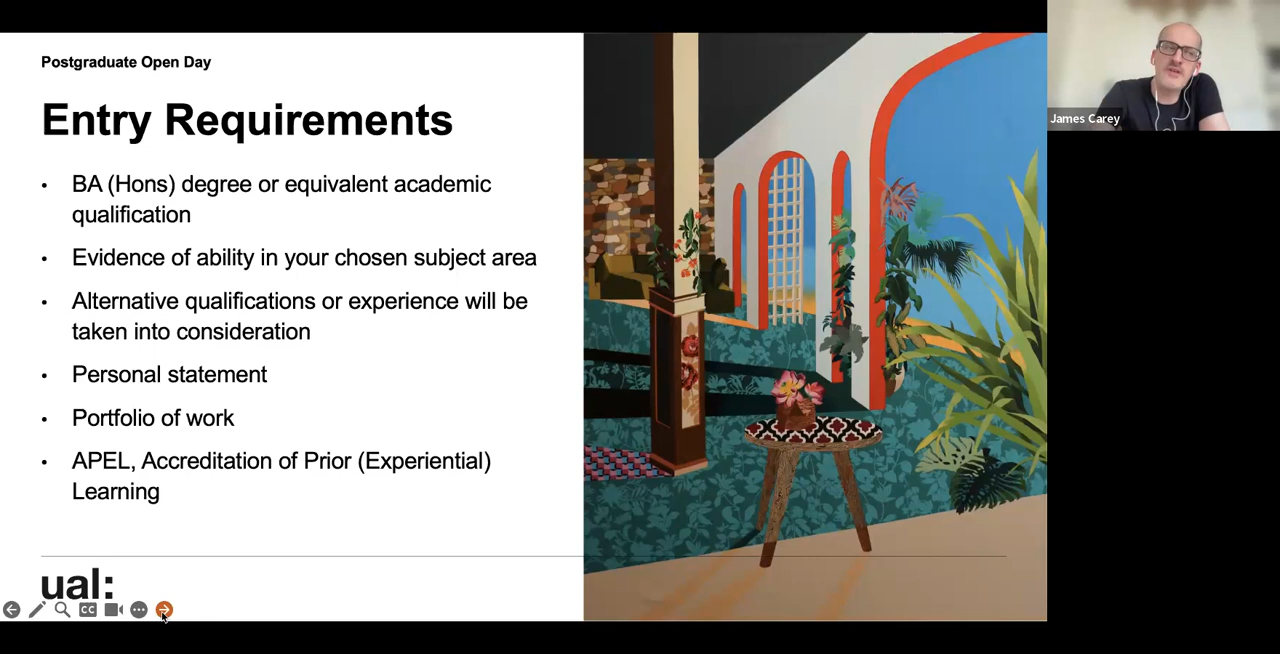 Postgraduate Open Day
Entry Requirements
• BA (Hons) degree or equivalent academic
qualification
• Evidence of ability in your chosen subject area
• Alternative qualifications or experience will be
taken into consideration
• Personal statement
• Portfolio of work
• APEL, Accreditation of Prior (Experiential)
Learning
ual:
CC
James Carey